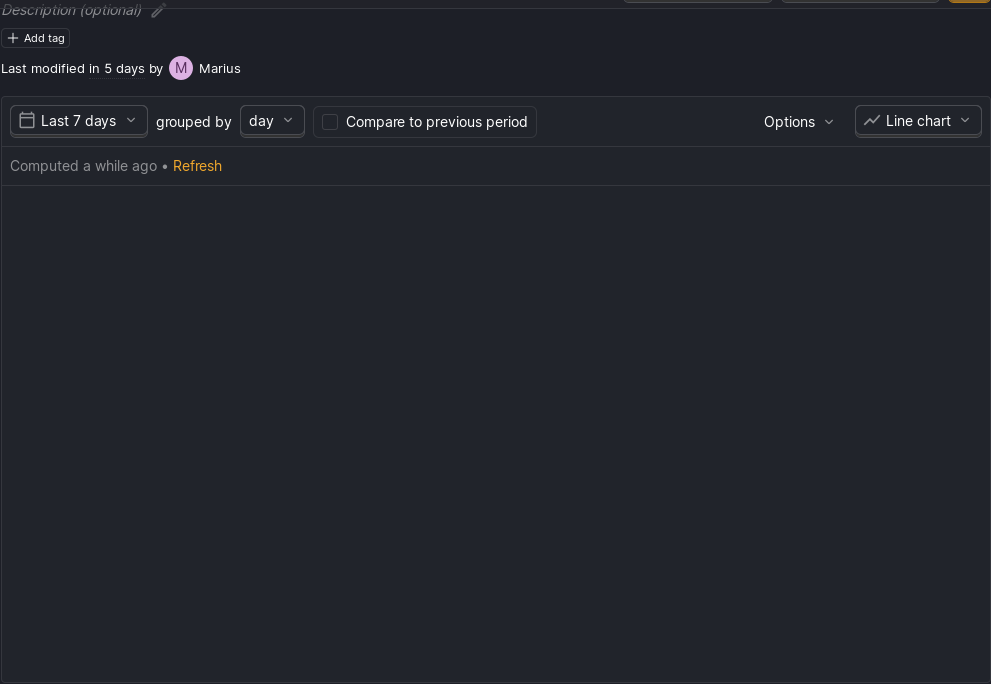 Description (optional)
Add tag
Last modified in 5 days by M Marius
Last 7 days grouped by day Compare to previous period Options Line chart
Computed a while ago • Refresh